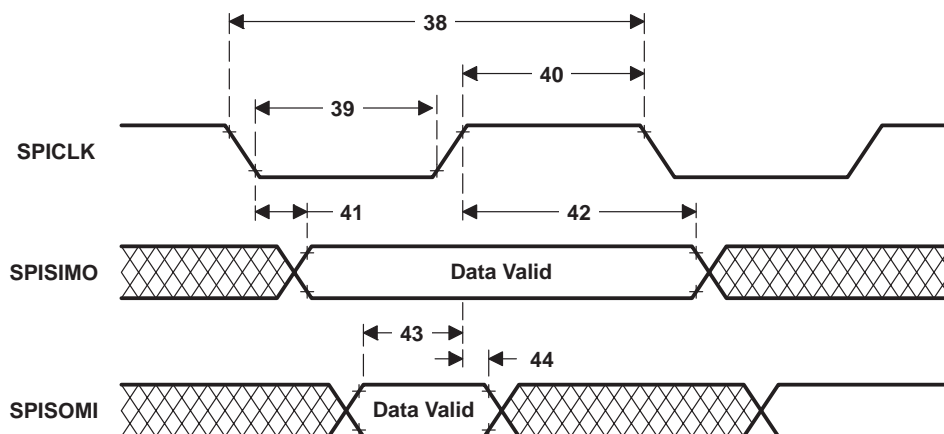 38
40
39
SPICLK
41
42
SPISIMO
Data Valid
43
44
SPISOMI
Data Valid